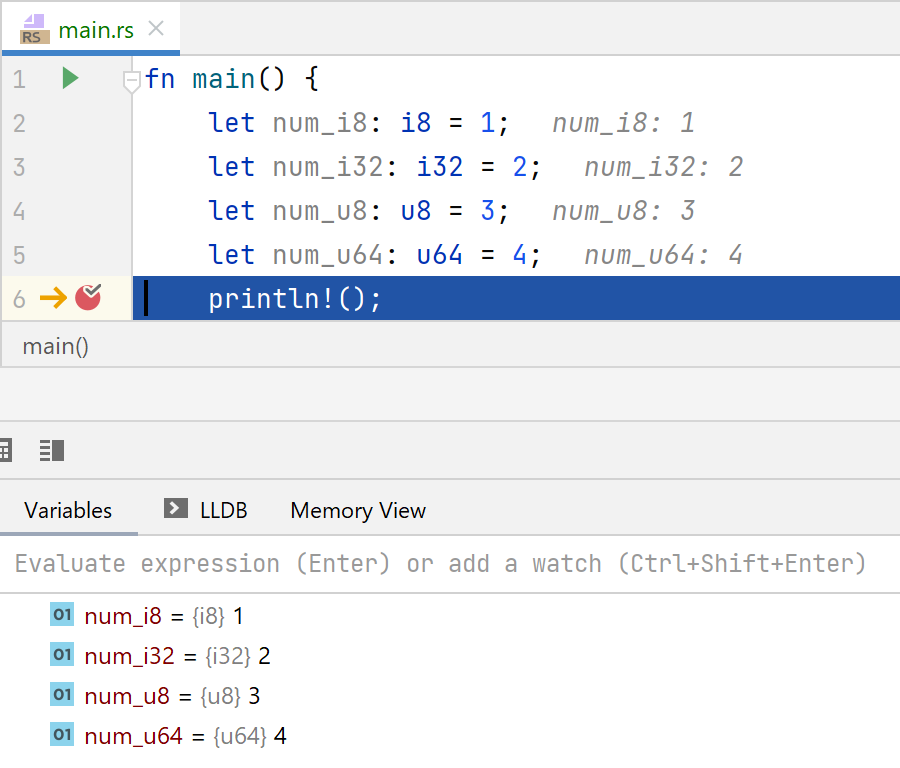 RS main.rs
1 fn main() {
2 let num_i8: i8 = 1; num_i8: 1
3 let num_i32: i32 = 2; num_i32: 2
4 let num_u8: u8 = 3; num_u8: 3
5 let num_u64: u64 = 4; num_u64: 4
6 println!();
main()
Variables LLDB Memory View
Evaluate expression (Enter) or add a watch (Ctrl+Shift+Enter)
01 num_i8 = {i8} 1
01 num_i32 = {i32} 2
01 num_u8 = {u8} 3
01 num_u64 = {u64} 4